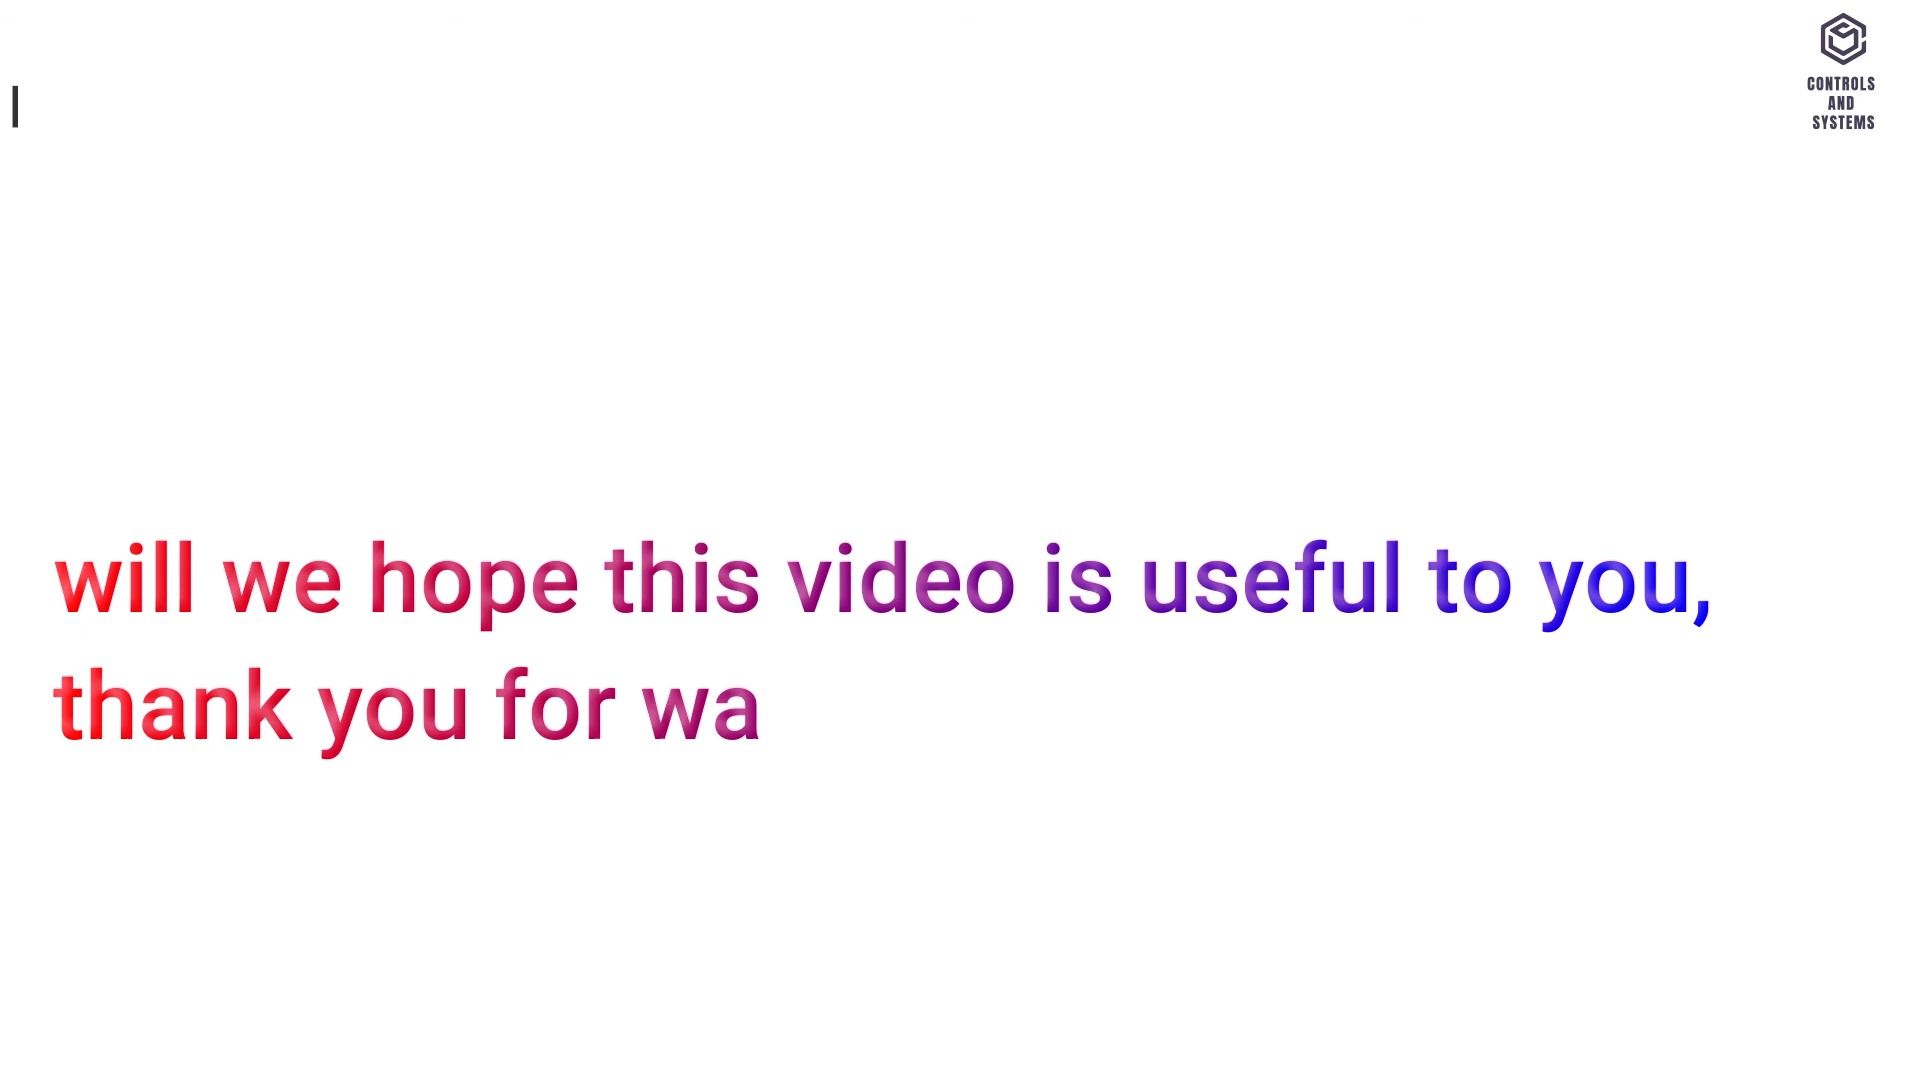 CONTROLS
AND
SYSTEMS
will we hope this video is useful to you,
thank you for wa